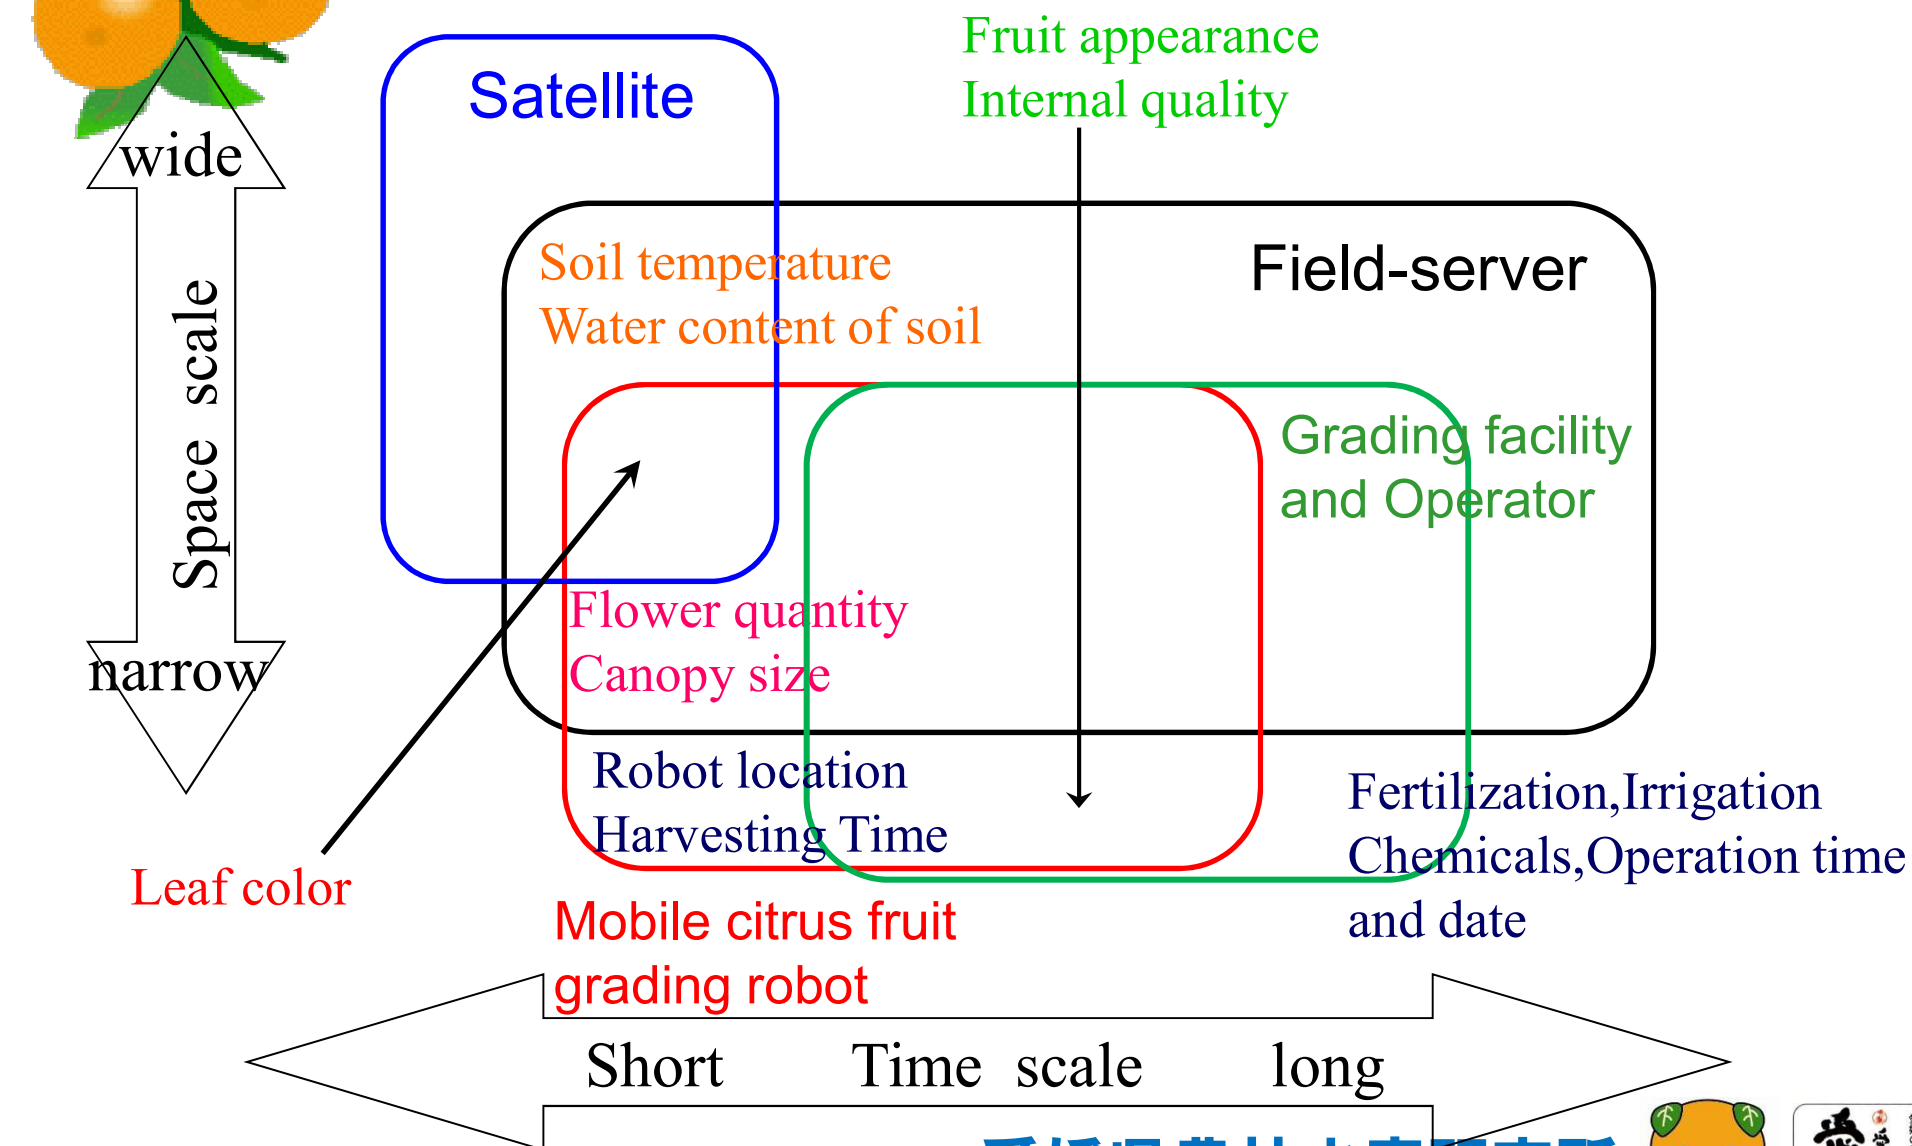 Fruit appearance
Internal quality
Satellite
wide
Soil temperature
Water content of soil
Field-server
Space scale
Grading facility
and Operator
Flower quantity
Canopy size
narrow
Robot location
Harvesting Time
Fertilization,Irrigation
Chemicals,Operation time
and date
Leaf color
Mobile citrus fruit
grading robot
Short Time scale long